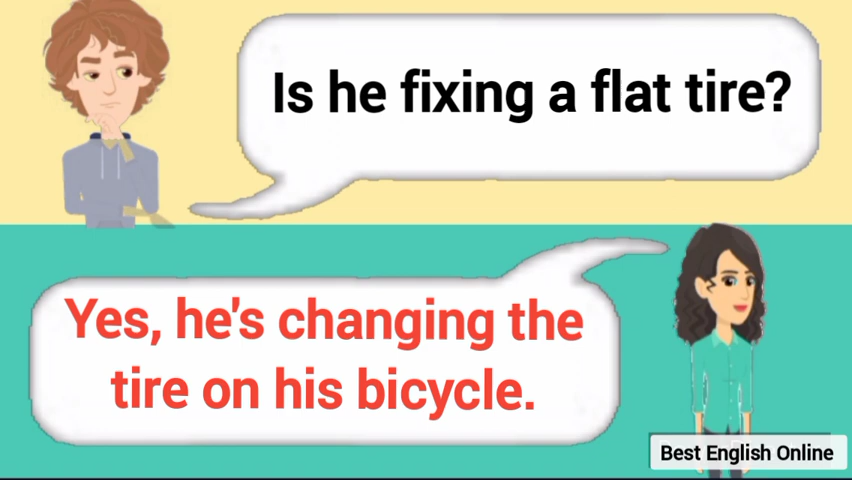 Is he fixing a flat tire?
Yes, he's changing the
tire on his bicycle.
Best English Online